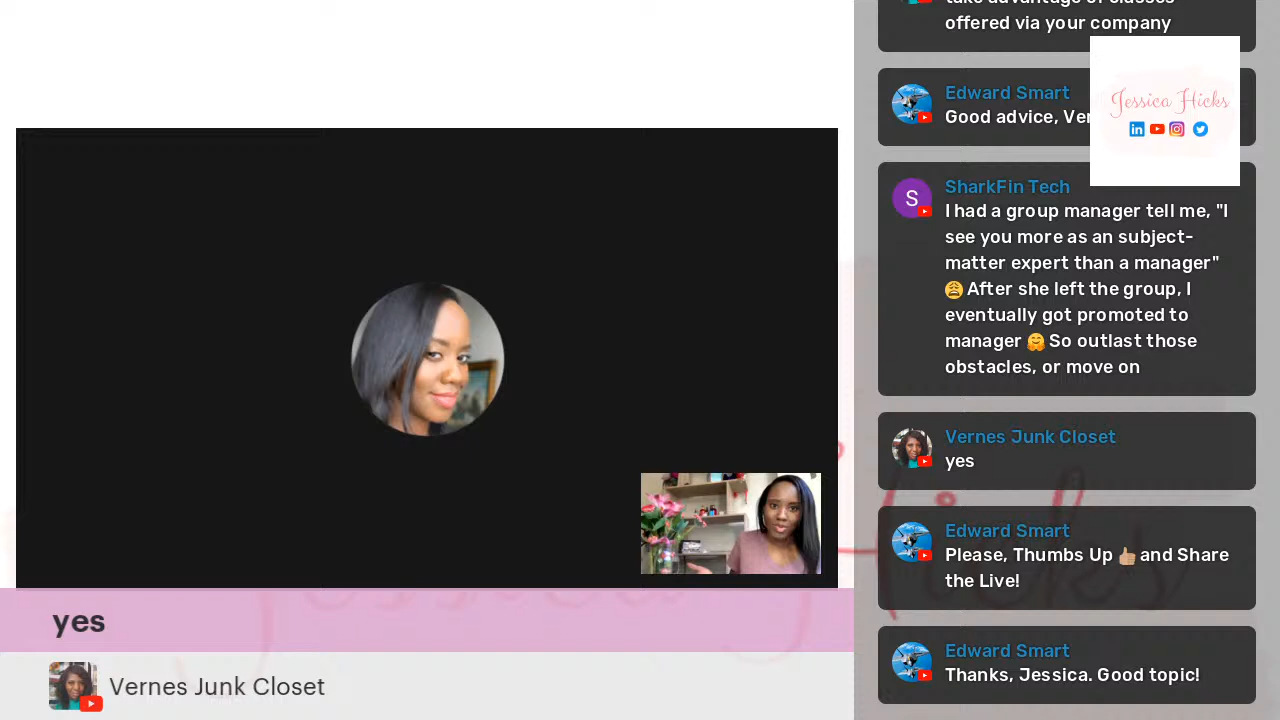 yes
Vernes Junk Closet
offered via your company
Edward Smart
Good advice,
SharkFin Tech
I had a group manager tell me, "I
see you more as an subject-
matter expert than a manager"
😩 After she left the group, I
eventually got promoted to
manager 🤗 So outlast those
obstacles, or move on
Vernes Junk Closet
yes
Edward Smart
Please, Thumbs Up 👍🏼 and Share
the Live!
Edward Smart
Thanks, Jessica. Good topic!
Jessica Hicks